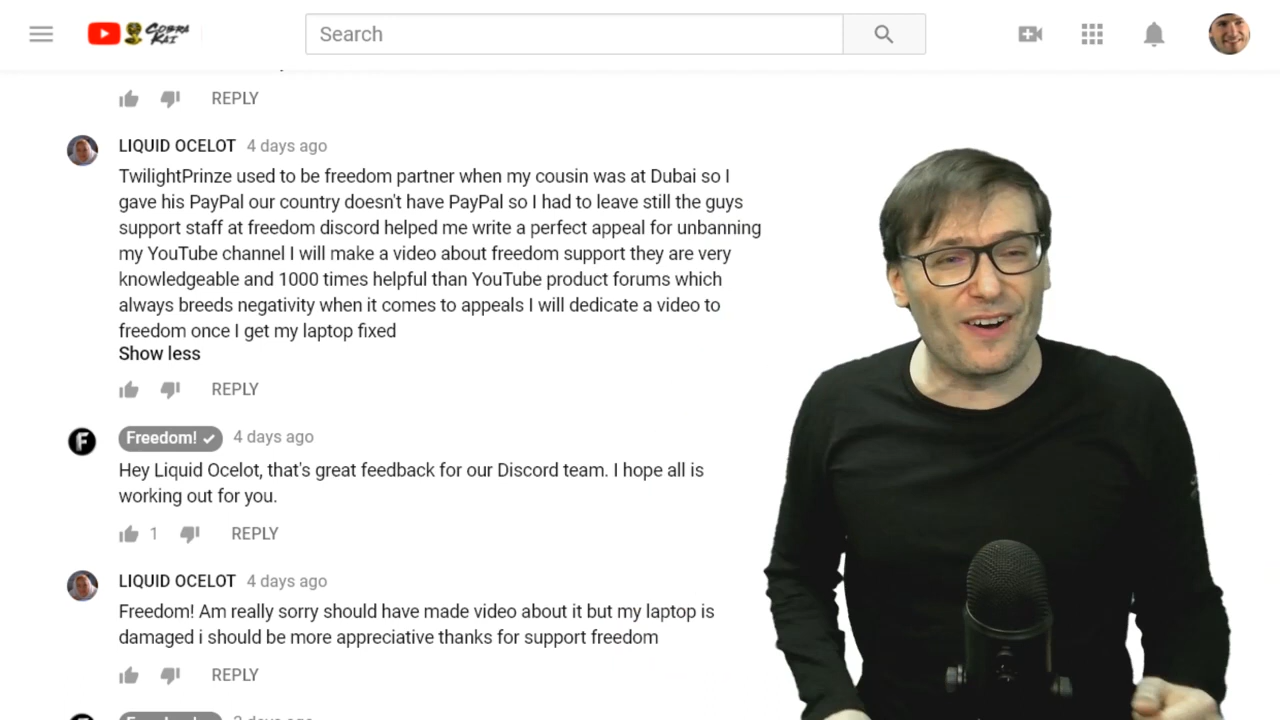 COBRA KAI
Search
REPLY
LIQUID OCELOT 4 days ago
TwilightPrinze used to be freedom partner when my cousin was at Dubai so I
gave his PayPal our country doesn't have PayPal so I had to leave still the guys
support staff at freedom discord helped me write a perfect appeal for unbanning
my YouTube channel I will make a video about freedom support they are very
knowledgeable and 1000 times helpful than YouTube product forums which
always breeds negativity when it comes to appeals I will dedicate a video to
freedom once I get my laptop fixed
Show less
REPLY
F
Freedom! 4 days ago
Hey Liquid Ocelot, that's great feedback for our Discord team. I hope all is
working out for you.
1 REPLY
LIQUID OCELOT 4 days ago
Freedom! Am really sorry should have made video about it but my laptop is
damaged i should be more appreciative thanks for support freedom
REPLY